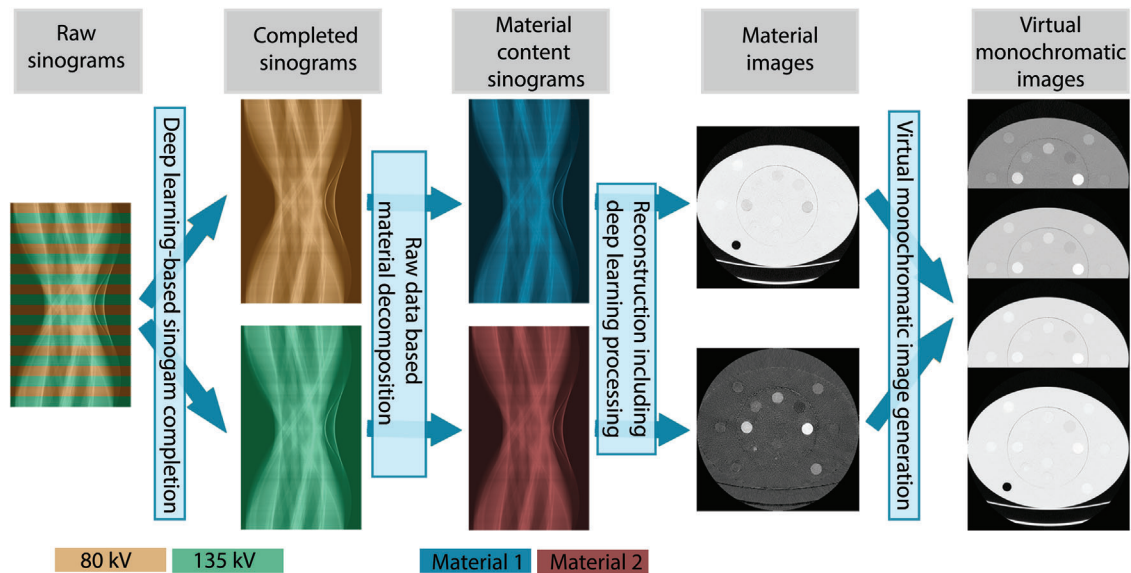 Raw
sinograms
Completed
sinograms
Material
content
sinograms
Material
images
Virtual
monochromatic
images
Deep learning-based sinogam completion
Raw data based
material decomposition
Reconstruction including
deep learning processing
Virtual monochromatic image generation
80 kV
135 kV
Material 1
Material 2